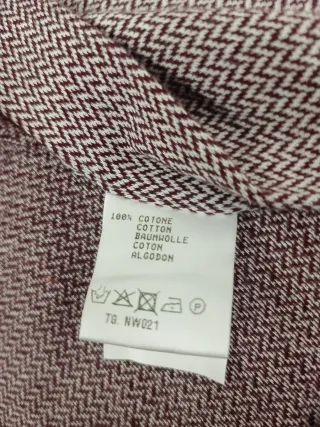 100% COTONE
COTTON
BAUMWOLLE
COTON
ALGODON
P
TG. NW021